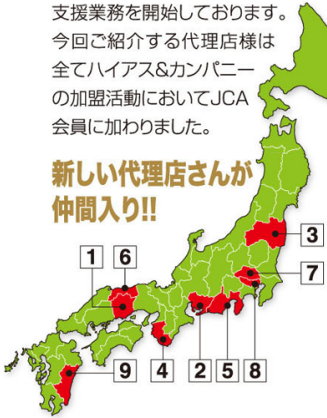 支援業務を開始しております。
今回ご紹介する代理店様は
全てハイアス&カンパニー
の加盟活動においてJCA
会員に加わりました。
新しい代理店さんが
仲間入り!!
3
1
6
7
9
4
2
5
8